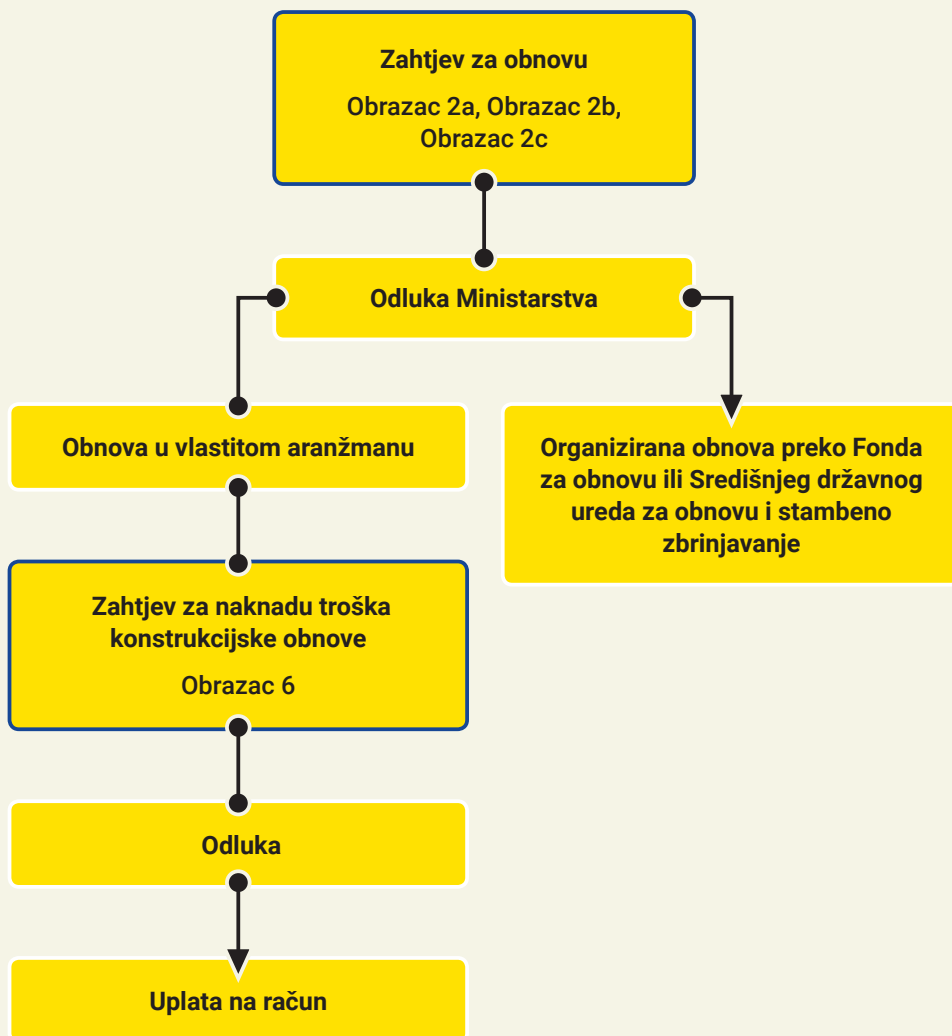 Zahtjev za obnovu
Obrazac 2a, Obrazac 2b,
Obrazac 2c
Odluka Ministarstva
Obnova u vlastitom aranžmanu
Organizirana obnova preko Fonda
za obnovu ili Središnjeg državnog
ureda za obnovu i stambeno
zbrinjavanje
Zahtjev za naknadu troška
konstrukcijske obnove
Obrazac 6
Odluka
Uplata na račun